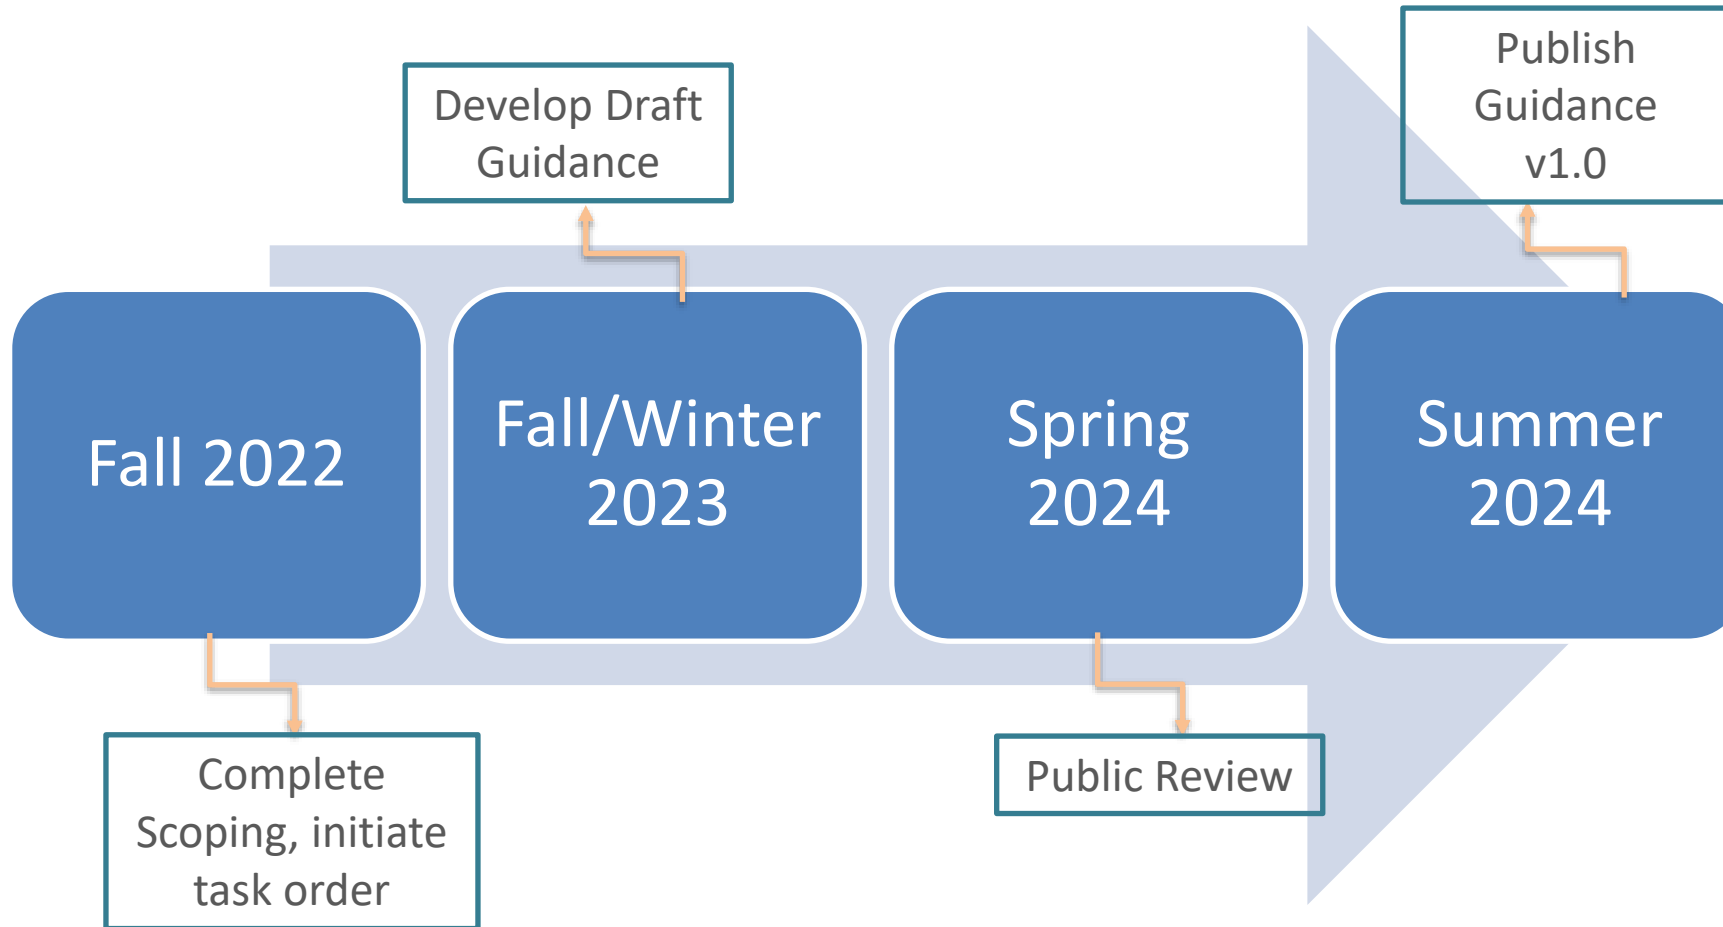 Develop Draft
Guidance
Publish
Guidance
v1.0
Fall 2022
Fall/Winter
2023
Spring
2024
Summer
2024
Complete
Scoping, initiate
task order
Public Review